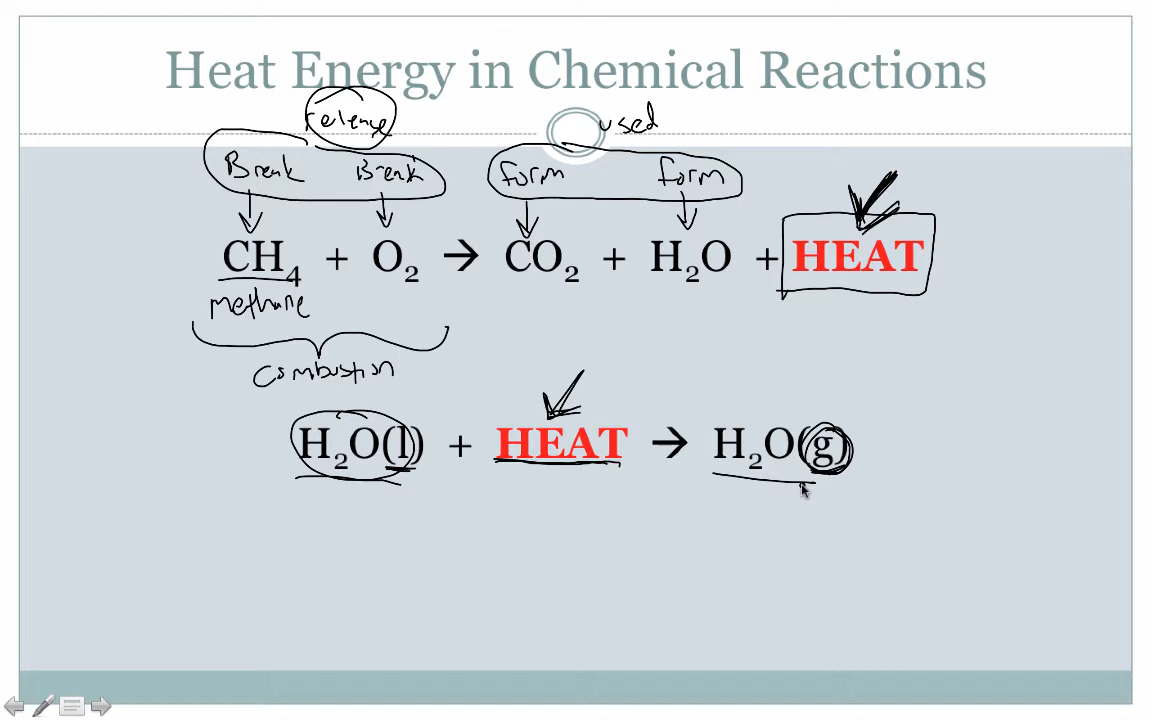 Heat Energy in Chemical Reactions
release used
Break Break form form
CH₄ + O₂ → CO₂ + H₂O + HEAT
methane
combustion
H₂O(l) + HEAT → H₂O(g)